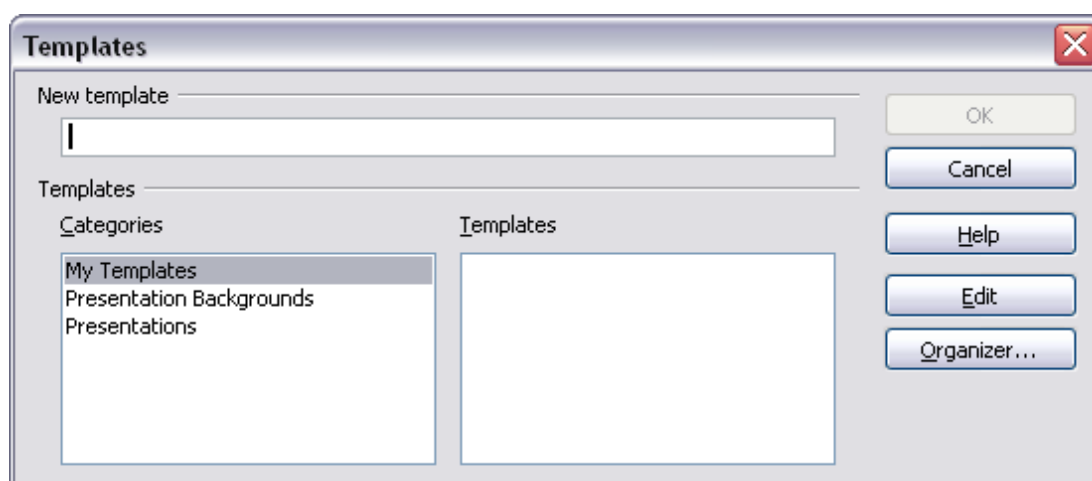 Templates
New template
OK
Cancel
Templates
Categories
Templates
Help
My Templates
Presentation Backgrounds
Presentations
Edit
Organizer...